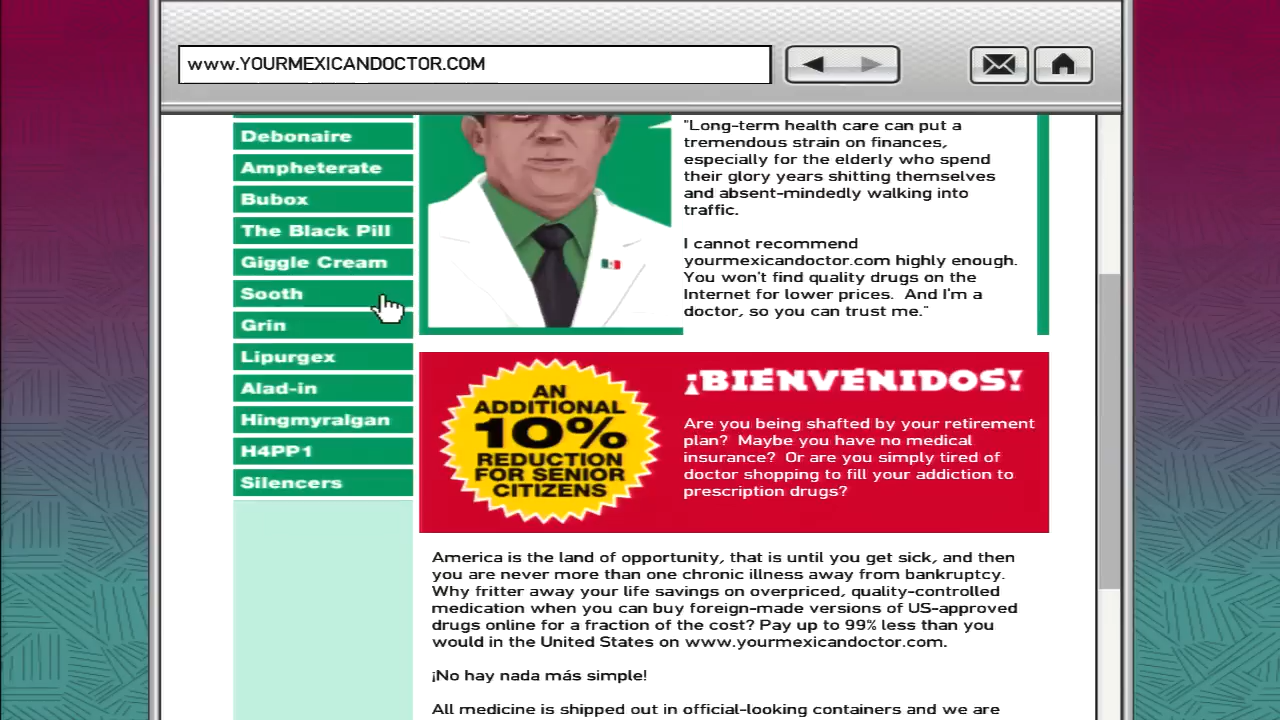 www.YOURMEXICANDOCTOR.COM
Debonaire
Ampheterate
Bubox
The Black Pill
Giggle Cream
Sooth
Grin
Lipurgex
Alad-in
Hingmyralgan
H4PP1
Silencers
"Long-term health care can put a
tremendous strain on finances,
especially for the elderly who spend
their glory years shitting themselves
and absent-mindedly walking into
traffic.
I cannot recommend
yourmexicandoctor.com highly enough.
You won't find quality drugs on the
Internet for lower prices. And I'm a
doctor, so you can trust me."
AN
ADDITIONAL
10%
REDUCTION
FOR SENIOR
CITIZENS
¡BIENVENIDOS!
Are you being shafted by your retirement
plan? Maybe you have no medical
insurance? Or are you simply tired of
doctor shopping to fill your addiction to
prescription drugs?
America is the land of opportunity, that is until you get sick, and then
you are never more than one chronic illness away from bankruptcy.
Why fritter away your life savings on overpriced, quality-controlled
medication when you can buy foreign-made versions of US-approved
drugs online for a fraction of the cost? Pay up to 99% less than you
would in the United States on www.yourmexicandoctor.com.
¡No hay nada más simple!
All medicine is shipped out in official-looking containers and we are